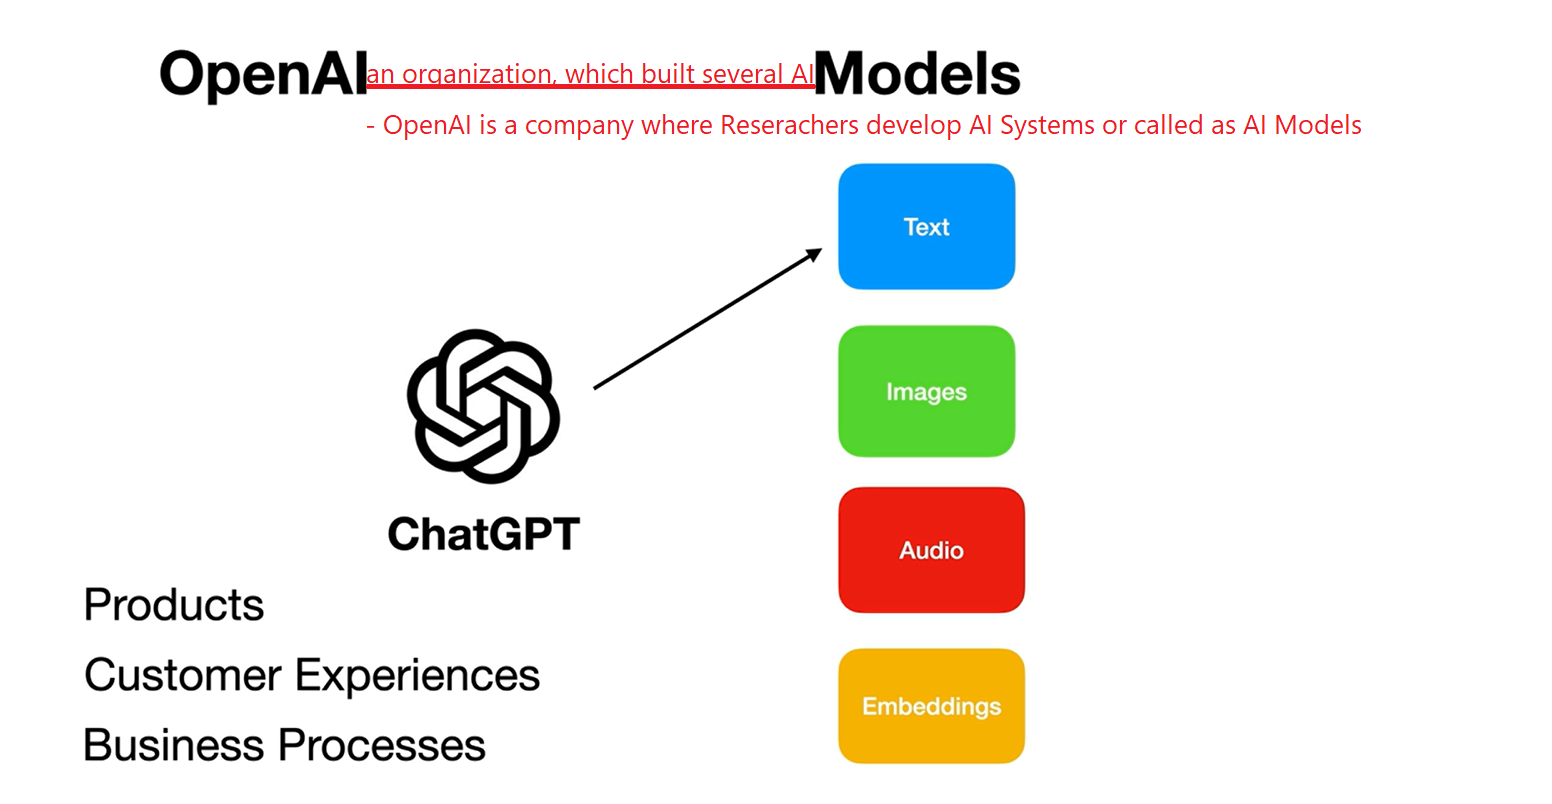 OpenAI an organization, which built several AI Models
- OpenAI is a company where Reserachers develop AI Systems or called as AI Models
Text
Images
Audio
Embeddings
ChatGPT
Products
Customer Experiences
Business Processes